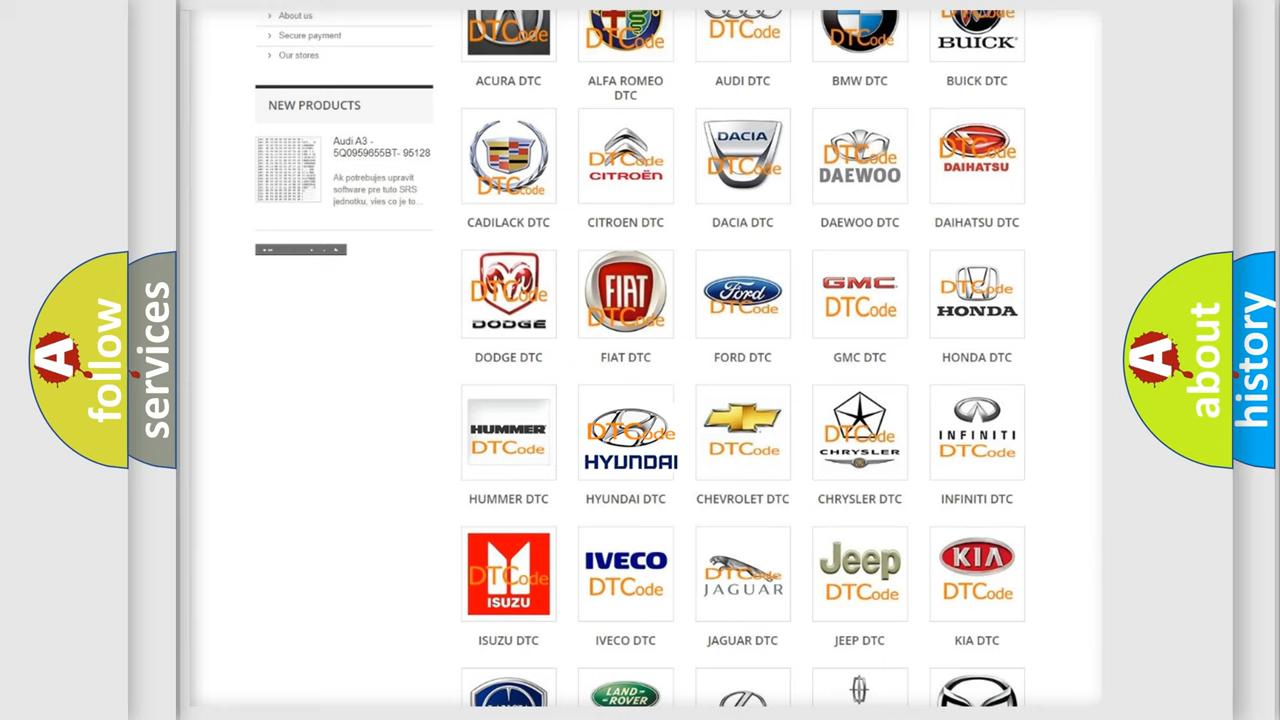 About us
Secure payment
Our stores
NEW PRODUCTS
Audi A3 -
5Q0959655BT- 95128
Ak potrebujes upravit
software pre tuto SRS
jednotku, vies co je to...
DTCode
DTCode
DTCode
DTCode
BUICK
ACURA DTC
ALFA ROMEO
DTC
AUDI DTC
BMW DTC
BUICK DTC
DTCode
DTCode
CITROËN
DACIA
DTCode
DTCode
DAEWOO
DTCode
DAIHATSU
CADILACK DTC
CITROEN DTC
DACIA DTC
DAEWOO DTC
DAIHATSU DTC
DTCode
DODGE
FIAT
DTCode
Ford
DTCode
GMC
DTCode
DTCode
HONDA
DODGE DTC
FIAT DTC
FORD DTC
GMC DTC
HONDA DTC
HUMMER
DTCode
DTCode
HYUNDAI
DTCode
DTCode
CHRYSLER
INFINITI
DTCode
HUMMER DTC
HYUNDAI DTC
CHEVROLET DTC
CHRYSLER DTC
INFINITI DTC
DTCode
ISUZU
IVECO
DTCode
DTCode
JAGUAR
Jeep
DTCode
KIA
DTCode
ISUZU DTC
IVECO DTC
JAGUAR DTC
JEEP DTC
KIA DTC
LAND-
ROVER
A follow
services
A about
history